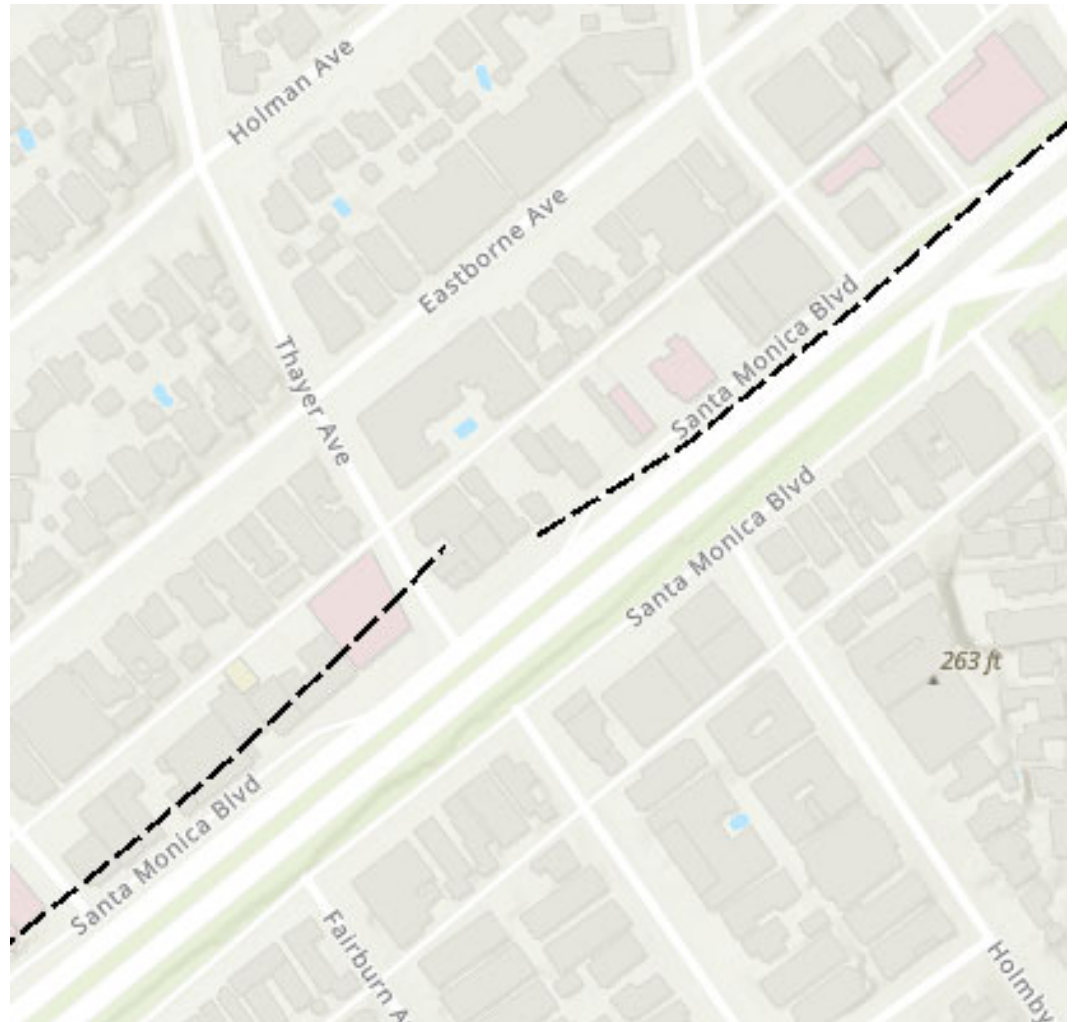 Holman Ave
Eastborne Ave
Thayer Ave
Santa Monica Blvd
Santa Monica Blvd
263 ft
Santa Monica Blvd
Fairburn A
Holmby